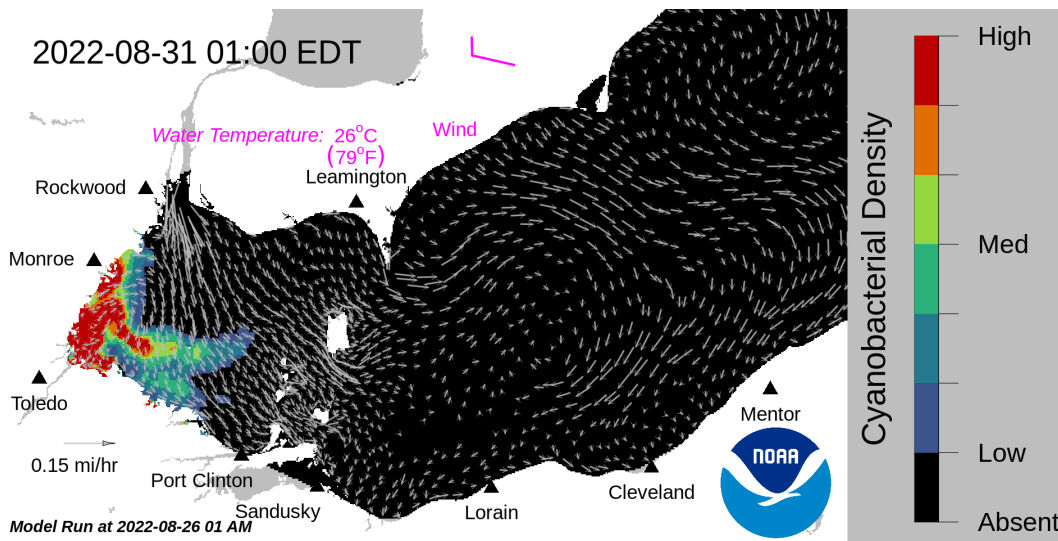 2022-08-31 01:00 EDT
Water Temperature: 26°C
(79°F)
Wind
Leamington
Rockwood
Monroe
Toledo
0.15 mi/hr
Port Clinton
Sandusky
Lorain
Cleveland
Mentor
NOAA
Model Run at 2022-08-26 01 AM
Cyanobacterial Density
High
Med
Low
Absent